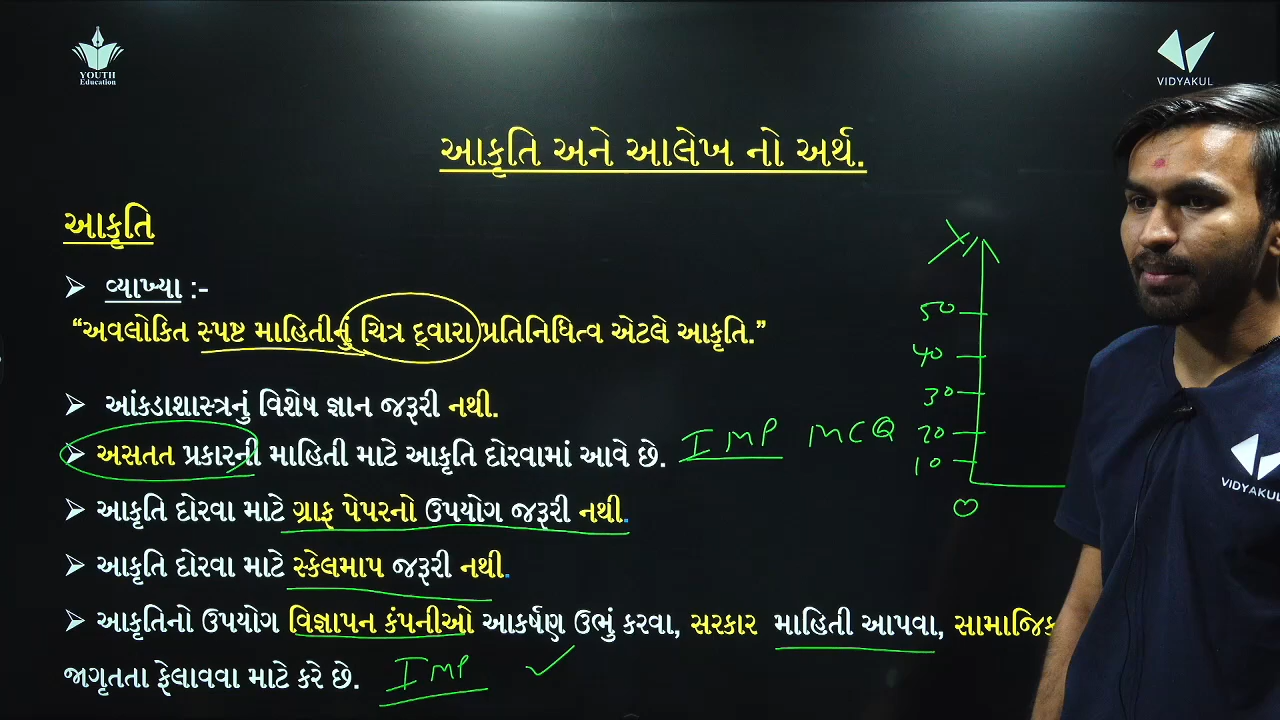 YOUTH
Education
VIDYAKUL
આકૃતિ અને આલેખ નો અર્થ.
આકૃતિ
➤ વ્યાખ્યા :-
“અવલોકિત સ્પષ્ટ માહિતીનું ચિત્ર દ્વારા પ્રતિનિધિત્વ એટલે આકૃતિ.”
➤ આંકડાશાસ્ત્રનું વિશેષ જ્ઞાન જરૂરી નથી.
➤ અસતત પ્રકારની માહિતી માટે આકૃતિ દોરવામાં આવે છે. IMP MCQ
➤ આકૃતિ દોરવા માટે ગ્રાફ પેપરનો ઉપયોગ જરૂરી નથી.
➤ આકૃતિ દોરવા માટે સ્કેલમાપ જરૂરી નથી.
➤ આકૃતિનો ઉપયોગ વિજ્ઞાપન કંપનીઓ આકર્ષણ ઉભું કરવા, સરકાર માહિતી આપવા, સામાજિક
જાગૃતતા ફેલાવવા માટે કરે છે. IMP
Y
50
40
30
20
10
0
VIDYAKUL